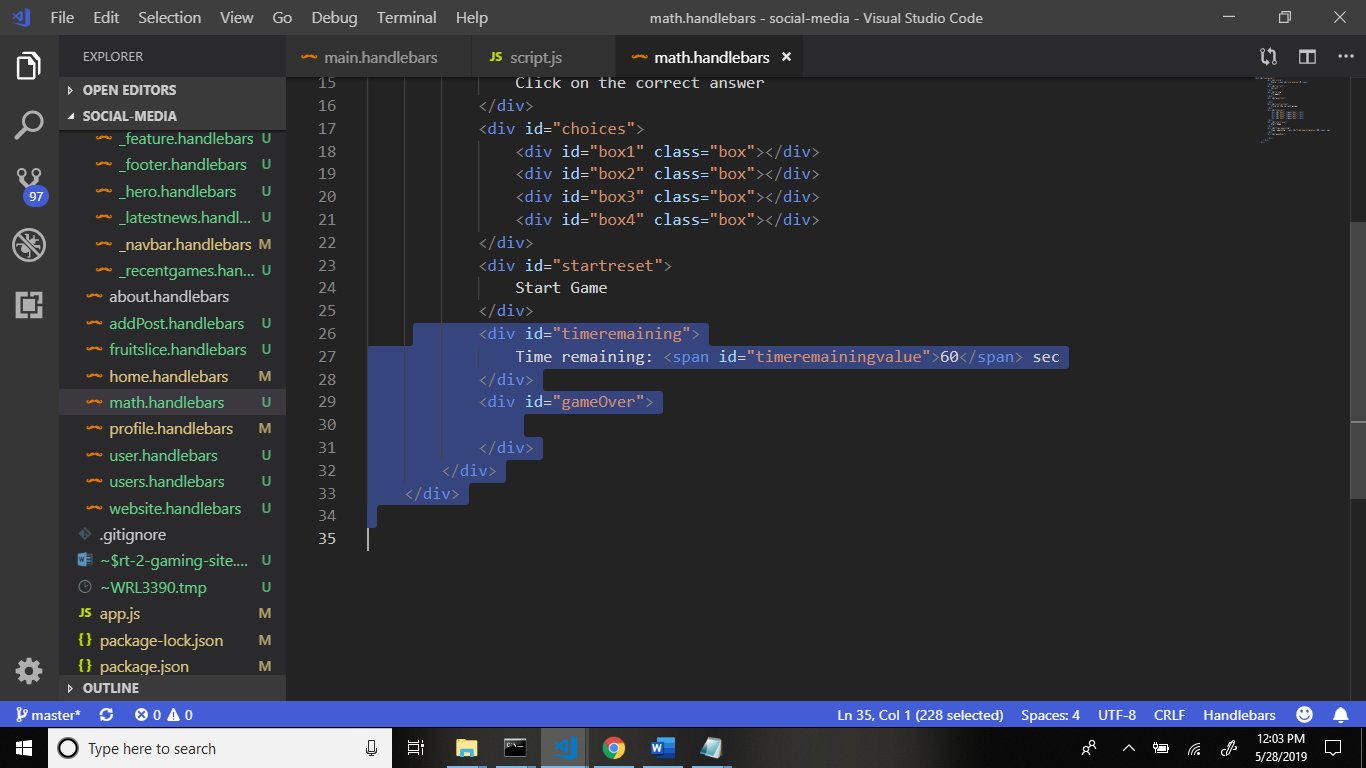 File Edit Selection View Go Debug Terminal Help
math.handlebars - social-media - Visual Studio Code
EXPLORER
OPEN EDITORS
SOCIAL-MEDIA
_feature.handlebars U
_footer.handlebars U
_hero.handlebars U
_latestnews.handl... U
_navbar.handlebars M
_recentgames.han... U
about.handlebars
addPost.handlebars U
fruitslice.handlebars U
home.handlebars M
math.handlebars U
profile.handlebars M
user.handlebars U
users.handlebars U
website.handlebars U
.gitignore
~$rt-2-gaming-site.... U
~WRL3390.tmp U
JS app.js M
{} package-lock.json M
{} package.json M
OUTLINE
97
main.handlebars
JS script.js
math.handlebars ×
15 Click on the correct answer
16 </div>
17 <div id="choices">
18 <div id="box1" class="box"></div>
19 <div id="box2" class="box"></div>
20 <div id="box3" class="box"></div>
21 <div id="box4" class="box"></div>
22 </div>
23 <div id="startreset">
24 Start Game
25 </div>
26 <div id="timeremaining">
27 Time remaining: <span id="timeremainingvalue">60</span> sec
28 </div>
29 <div id="gameOver">
30
31 </div>
32 </div>
33 </div>
34
35
master* 0 0
Ln 35, Col 1 (228 selected) Spaces: 4 UTF-8 CRLF Handlebars
Type here to search
12:03 PM
5/28/2019